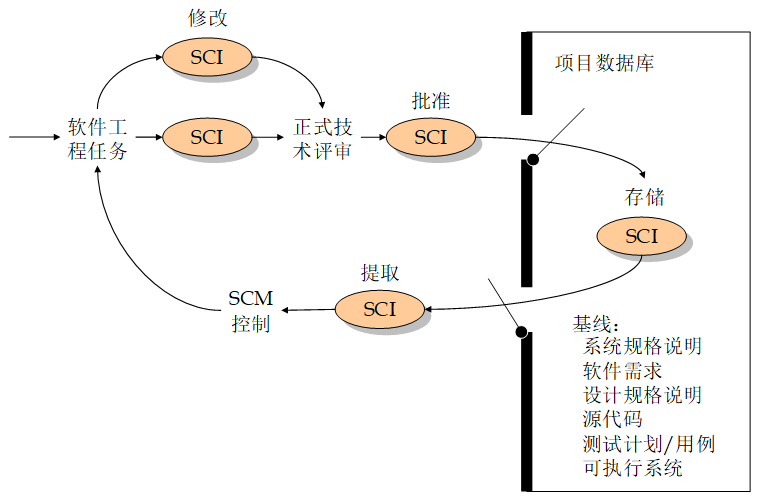 修改
SCI
项目数据库
批准
软件工
程任务
SCI
正式技
术评审
SCI
存储
SCI
提取
SCM
控制
SCI
基线：
系统规格说明
软件需求
设计规格说明
源代码
测试计划/用例
可执行系统